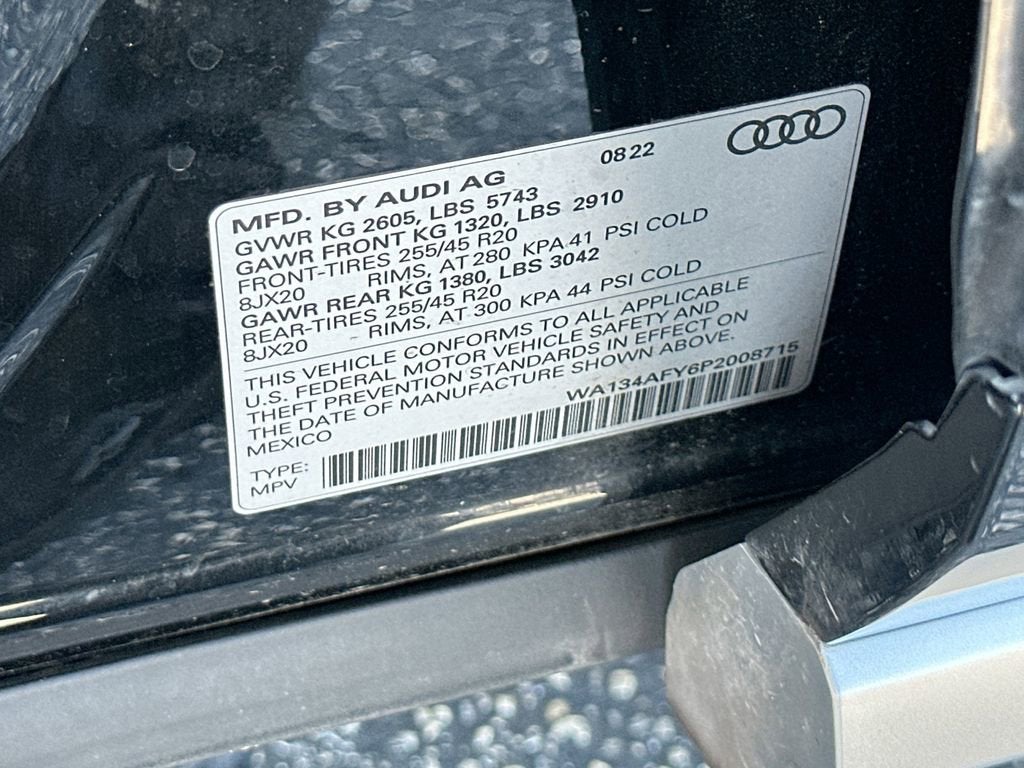 08 22
MFD. BY AUDI AG
GVWR KG 2605, LBS 5743
GAWR FRONT KG 1320, LBS 2910
FRONT-TIRES 255/45 R20
8JX20 RIMS, AT 280 KPA 41 PSI COLD
GAWR REAR KG 1380, LBS 3042
REAR-TIRES 255/45 R20
8JX20 - RIMS, AT 300 KPA 44 PSI COLD
THIS VEHICLE CONFORMS TO ALL APPLICABLE
U.S. FEDERAL MOTOR VEHICLE SAFETY AND
THEFT PREVENTION STANDARDS IN EFFECT ON
THE DATE OF MANUFACTURE SHOWN ABOVE.
MEXICO
WA134AFY6P2008715
TYPE:
MPV